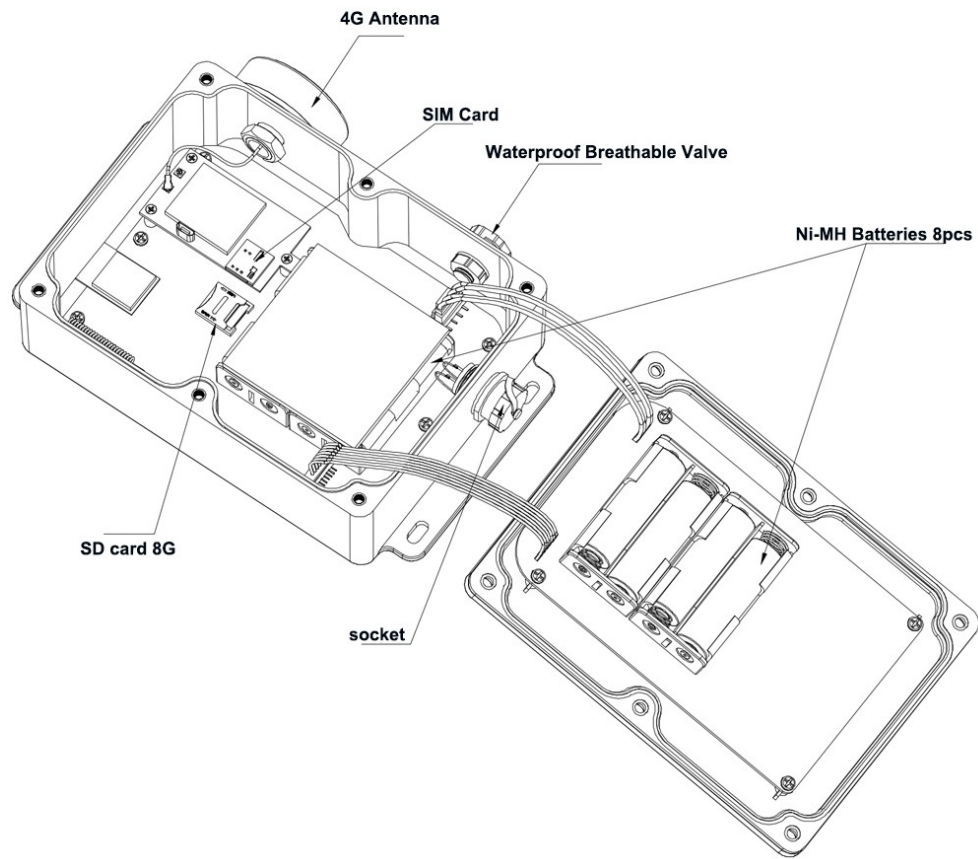 4G Antenna
SIM Card
Waterproof Breathable Valve
Ni-MH Batteries 8pcs
SD card 8G
socket